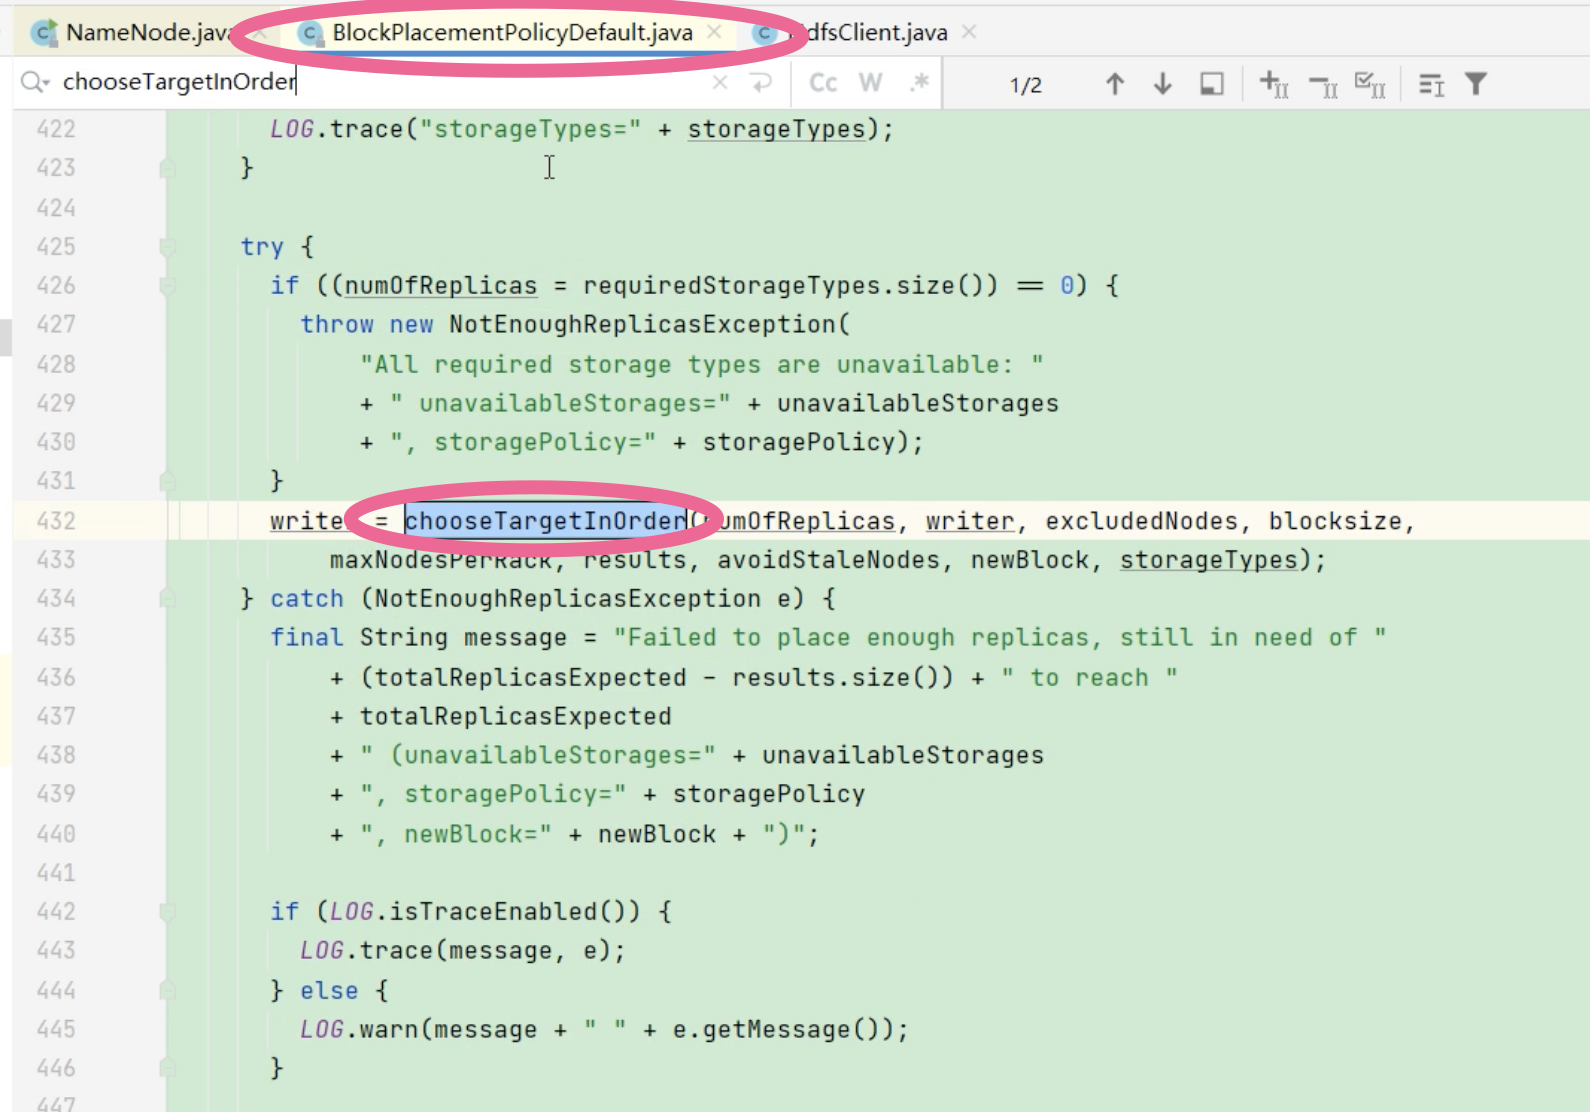 NameNode.java BlockPlacementPolicyDefault.java dfsClient.java
chooseTargetInOrder Cc W .* 1/2
422 LOG.trace("storageTypes=" + storageTypes);
423 }
424
425 try {
426 if ((numOfReplicas = requiredStorageTypes.size()) == 0) {
427 throw new NotEnoughReplicasException(
428 "All required storage types are unavailable: "
429 + " unavailableStorages=" + unavailableStorages
430 + ", storagePolicy=" + storagePolicy);
431 }
432 write = chooseTargetInOrder(numOfReplicas, writer, excludedNodes, blocksize,
433 maxNodesPerRack, results, avoidStaleNodes, newBlock, storageTypes);
434 } catch (NotEnoughReplicasException e) {
435 final String message = "Failed to place enough replicas, still in need of "
436 + (totalReplicasExpected - results.size()) + " to reach "
437 + totalReplicasExpected
438 + " (unavailableStorages=" + unavailableStorages
439 + ", storagePolicy=" + storagePolicy
440 + ", newBlock=" + newBlock + ")";
441
442 if (LOG.isTraceEnabled()) {
443 LOG.trace(message, e);
444 } else {
445 LOG.warn(message + " " + e.getMessage());
446 }
447